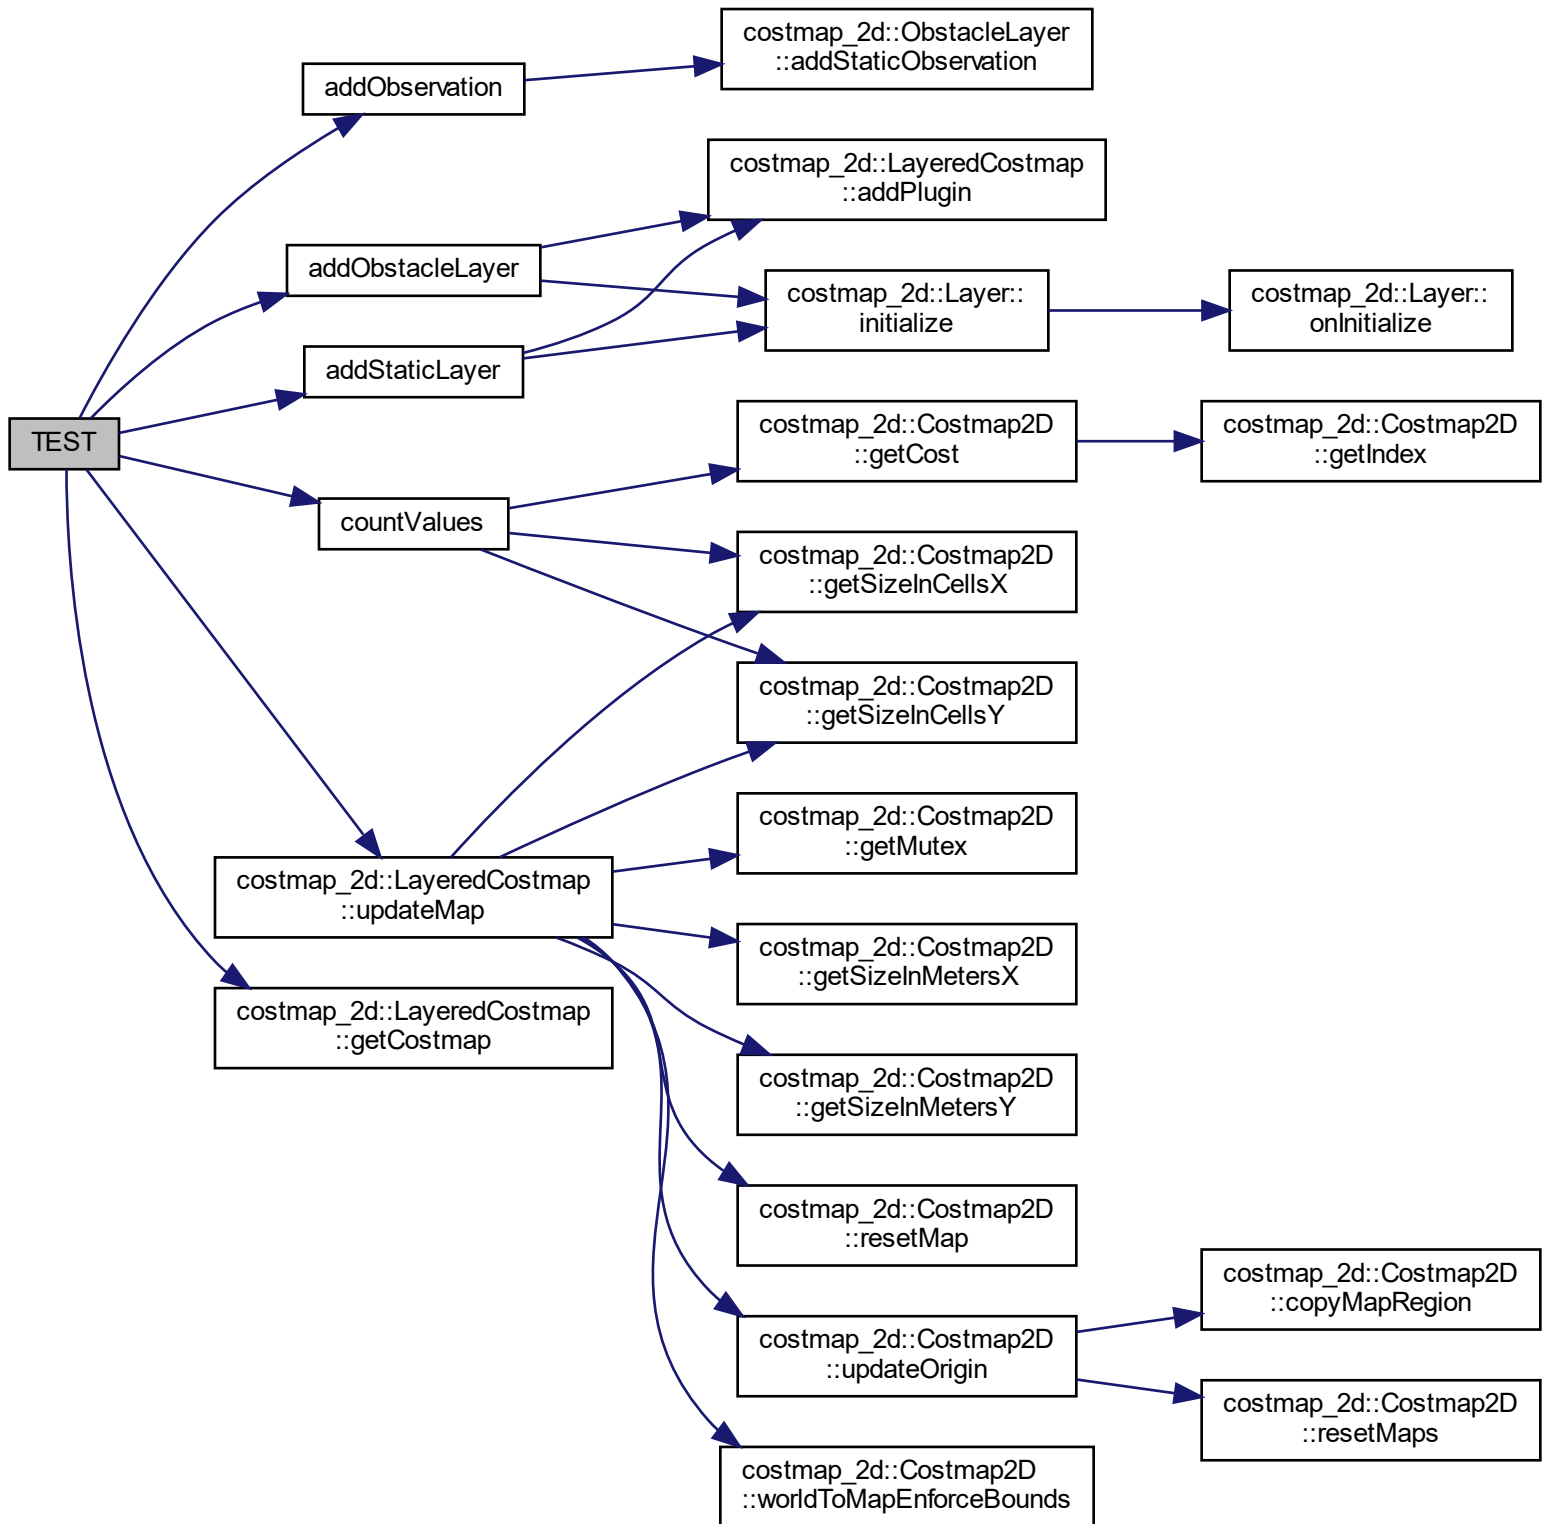 TEST
addObservation
costmap_2d::ObstacleLayer
::addStaticObservation
addObstacleLayer
costmap_2d::LayeredCostmap
::addPlugin
costmap_2d::Layer::
initialize
costmap_2d::Layer::
onInitialize
addStaticLayer
countValues
costmap_2d::Costmap2D
::getCost
costmap_2d::Costmap2D
::getIndex
costmap_2d::Costmap2D
::getSizeInCellsX
costmap_2d::Costmap2D
::getSizeInCellsY
costmap_2d::LayeredCostmap
::updateMap
costmap_2d::Costmap2D
::getMutex
costmap_2d::Costmap2D
::getSizeInMetersX
costmap_2d::Costmap2D
::getSizeInMetersY
costmap_2d::Costmap2D
::resetMap
costmap_2d::Costmap2D
::updateOrigin
costmap_2d::Costmap2D
::copyMapRegion
costmap_2d::Costmap2D
::resetMaps
costmap_2d::Costmap2D
::worldToMapEnforceBounds
costmap_2d::LayeredCostmap
::getCostmap